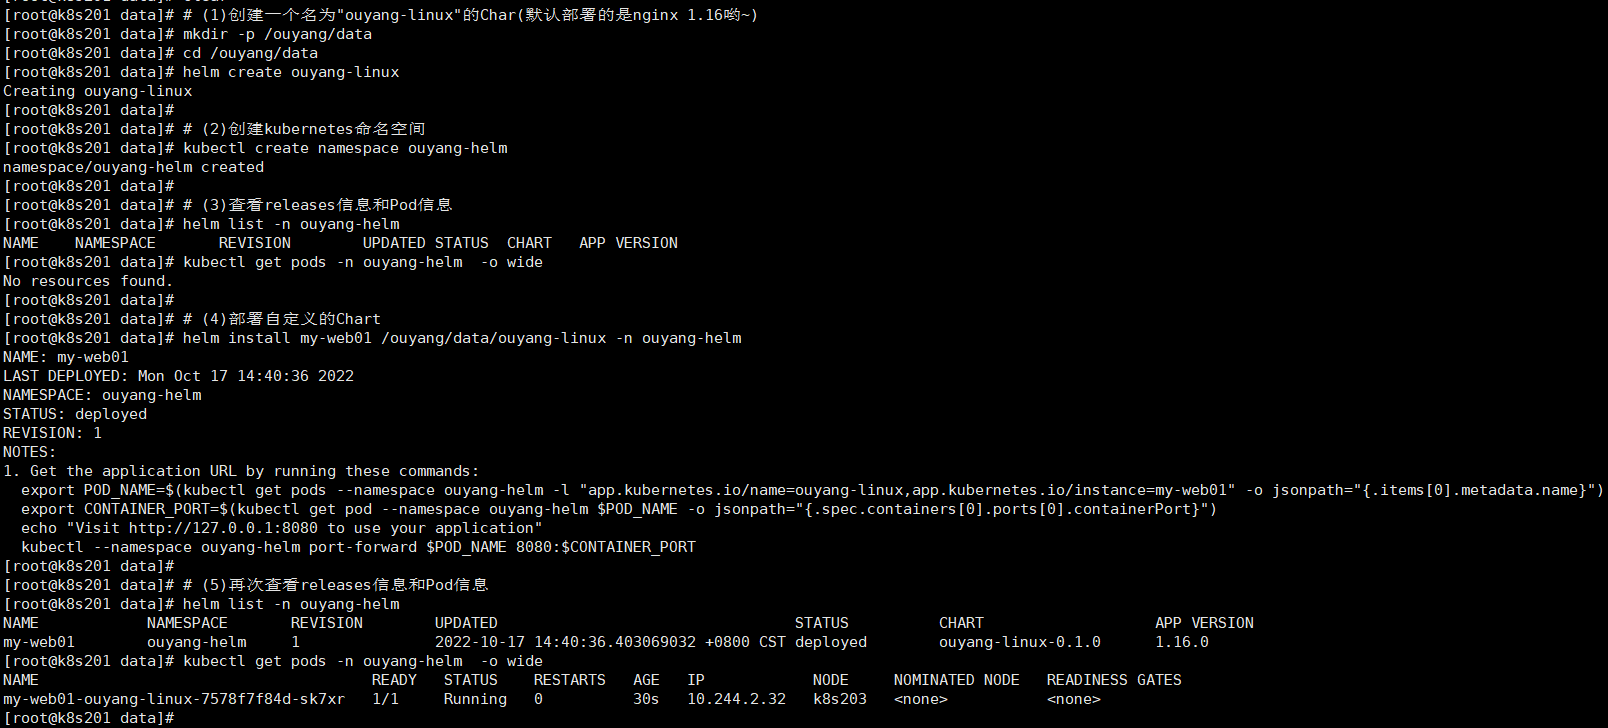 [root@k8s201 data]# # (1)创建一个名为"ouyang-linux"的Char(默认部署的是nginx 1.16哟~)
[root@k8s201 data]# mkdir -p /ouyang/data
[root@k8s201 data]# cd /ouyang/data
[root@k8s201 data]# helm create ouyang-linux
Creating ouyang-linux
[root@k8s201 data]#
[root@k8s201 data]# # (2)创建kubernetes命名空间
[root@k8s201 data]# kubectl create namespace ouyang-helm
namespace/ouyang-helm created
[root@k8s201 data]#
[root@k8s201 data]# # (3)查看releases信息和Pod信息
[root@k8s201 data]# helm list -n ouyang-helm
NAME    NAMESPACE       REVISION        UPDATED STATUS  CHART   APP VERSION
[root@k8s201 data]# kubectl get pods -n ouyang-helm  -o wide
No resources found.
[root@k8s201 data]#
[root@k8s201 data]# # (4)部署自定义的Chart
[root@k8s201 data]# helm install my-web01 /ouyang/data/ouyang-linux -n ouyang-helm
NAME: my-web01
LAST DEPLOYED: Mon Oct 17 14:40:36 2022
NAMESPACE: ouyang-helm
STATUS: deployed
REVISION: 1
NOTES:
1. Get the application URL by running these commands:
  export POD_NAME=$(kubectl get pods --namespace ouyang-helm -l "app.kubernetes.io/name=ouyang-linux,app.kubernetes.io/instance=my-web01" -o jsonpath="{.items[0].metadata.name}")
  export CONTAINER_PORT=$(kubectl get pod --namespace ouyang-helm $POD_NAME -o jsonpath="{.spec.containers[0].ports[0].containerPort}")
  echo "Visit http://127.0.0.1:8080 to use your application"
  kubectl --namespace ouyang-helm port-forward $POD_NAME 8080:$CONTAINER_PORT
[root@k8s201 data]#
[root@k8s201 data]# # (5)再次查看releases信息和Pod信息
[root@k8s201 data]# helm list -n ouyang-helm
NAME            NAMESPACE       REVISION        UPDATED                                 STATUS          CHART                   APP VERSION
my-web01        ouyang-helm     1               2022-10-17 14:40:36.403069032 +0800 CST deployed        ouyang-linux-0.1.0      1.16.0
[root@k8s201 data]# kubectl get pods -n ouyang-helm  -o wide
NAME                                     READY   STATUS    RESTARTS   AGE   IP            NODE     NOMINATED NODE   READINESS GATES
my-web01-ouyang-linux-7578f7f84d-sk7xr   1/1     Running   0          30s   10.244.2.32   k8s203   <none>           <none>
[root@k8s201 data]#